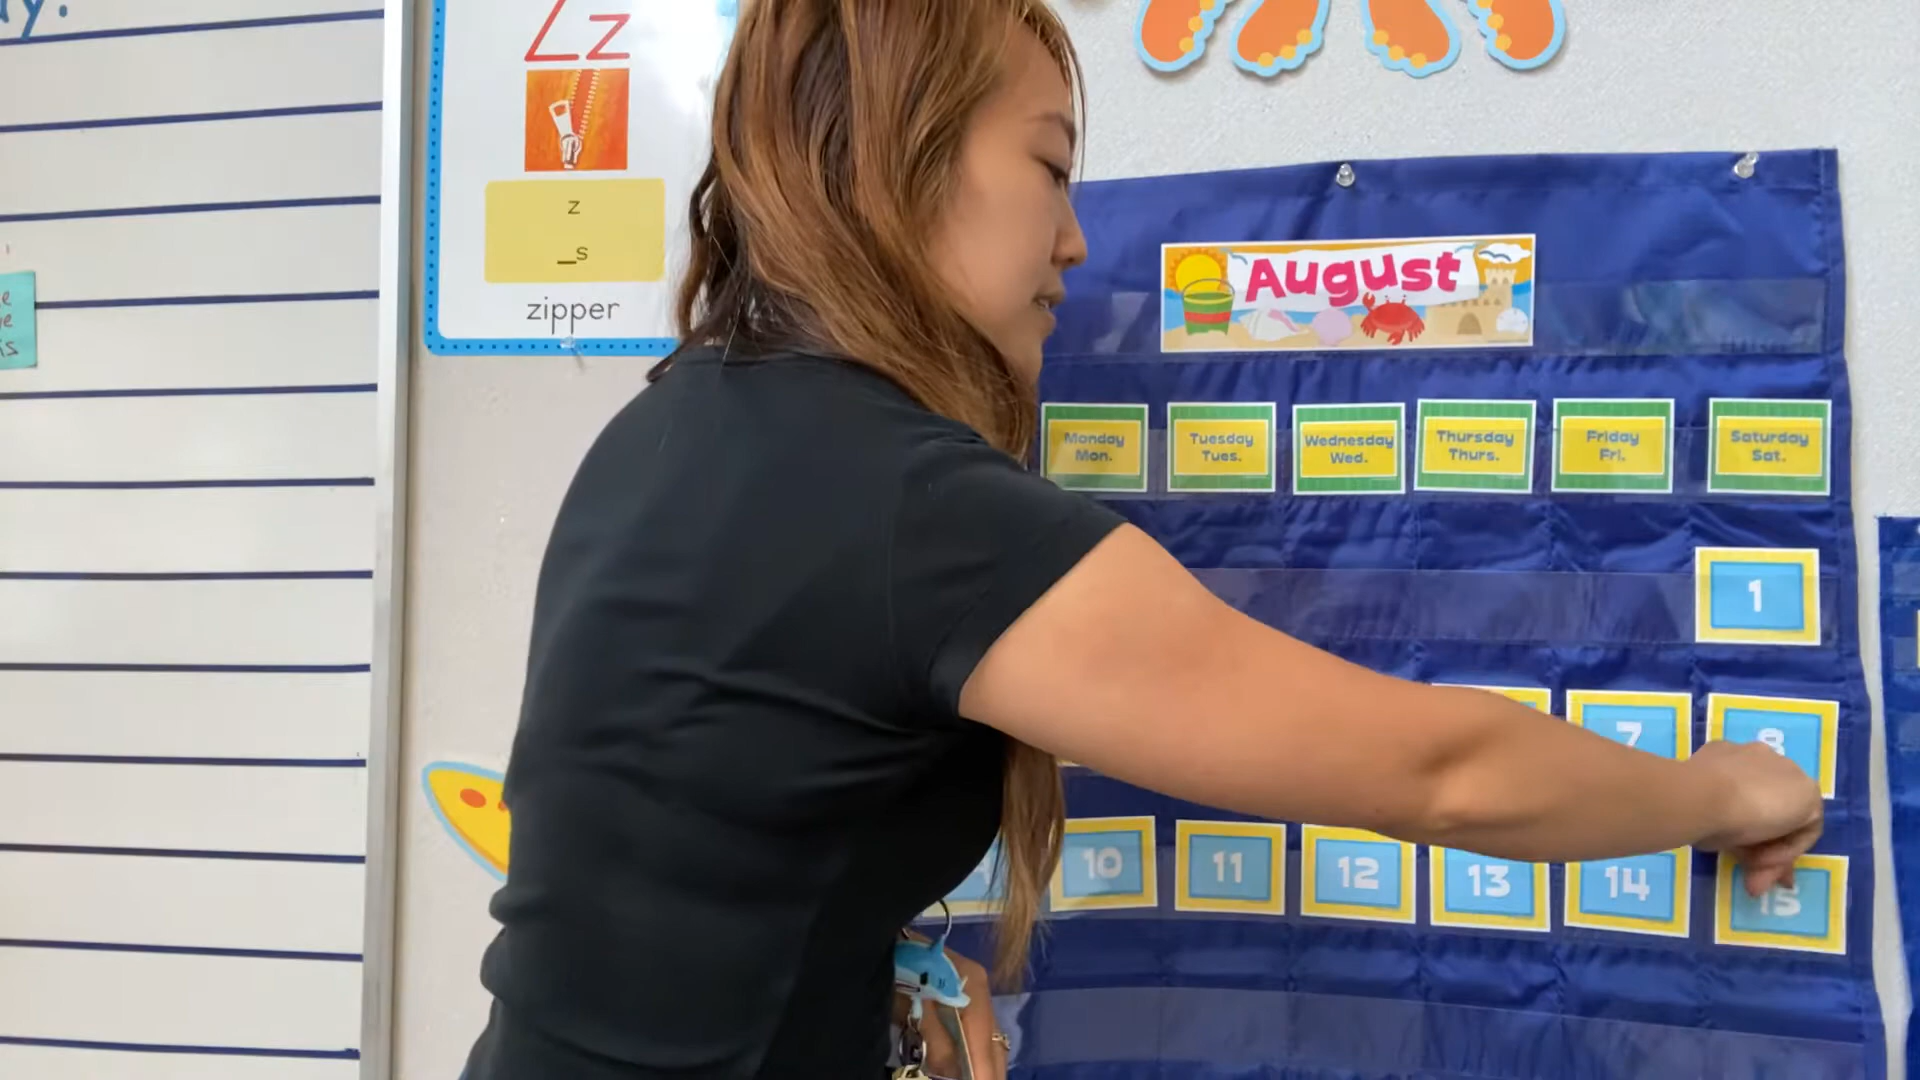 Zz
z
_s
zipper
August
Monday
Mon.
Tuesday
Tues.
Wednesday
Wed.
Thursday
Thurs.
Friday
Fri.
Saturday
Sat.
1
7
8
10
11
12
13
14
15